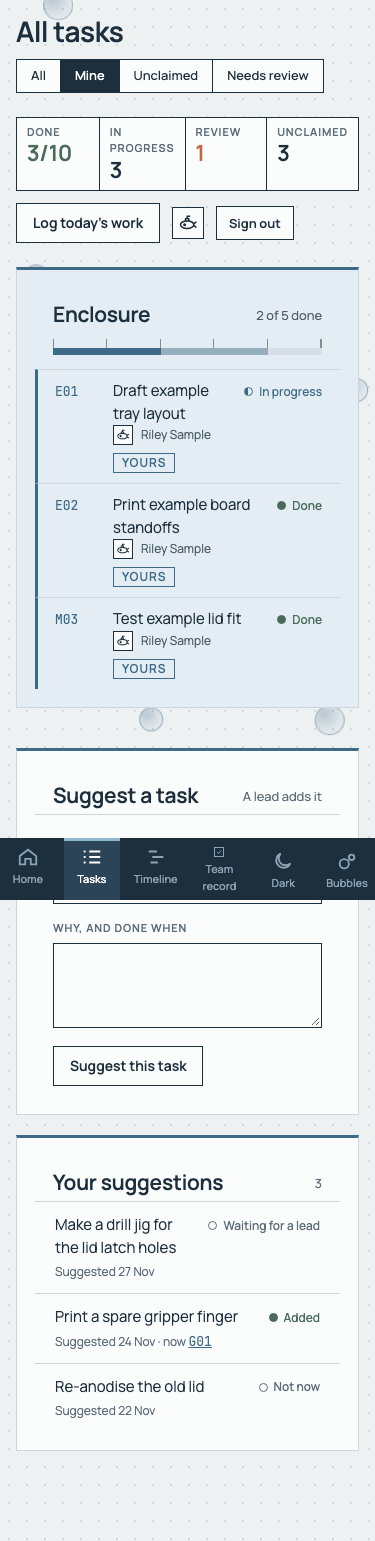 All tasks
All
Mine
Unclaimed
Needs review
DONE
3/10
IN
PROGRESS
3
REVIEW
1
UNCLAIMED
3
Log today's work
Sign out
Enclosure
2 of 5 done
E01
Draft example
tray layout
In progress
Riley Sample
YOURS
E02
Print example board
standoffs
Done
Riley Sample
YOURS
M03
Test example lid fit
Done
Riley Sample
YOURS
Suggest a task
A lead adds it
Home
Tasks
Timeline
Team
record
Dark
Bubbles
WHY, AND DONE WHEN
Suggest this task
Your suggestions
3
Make a drill jig for
the lid latch holes
Waiting for a lead
Suggested 27 Nov
Print a spare gripper finger
Added
Suggested 24 Nov · now G01
Re-anodise the old lid
Not now
Suggested 22 Nov